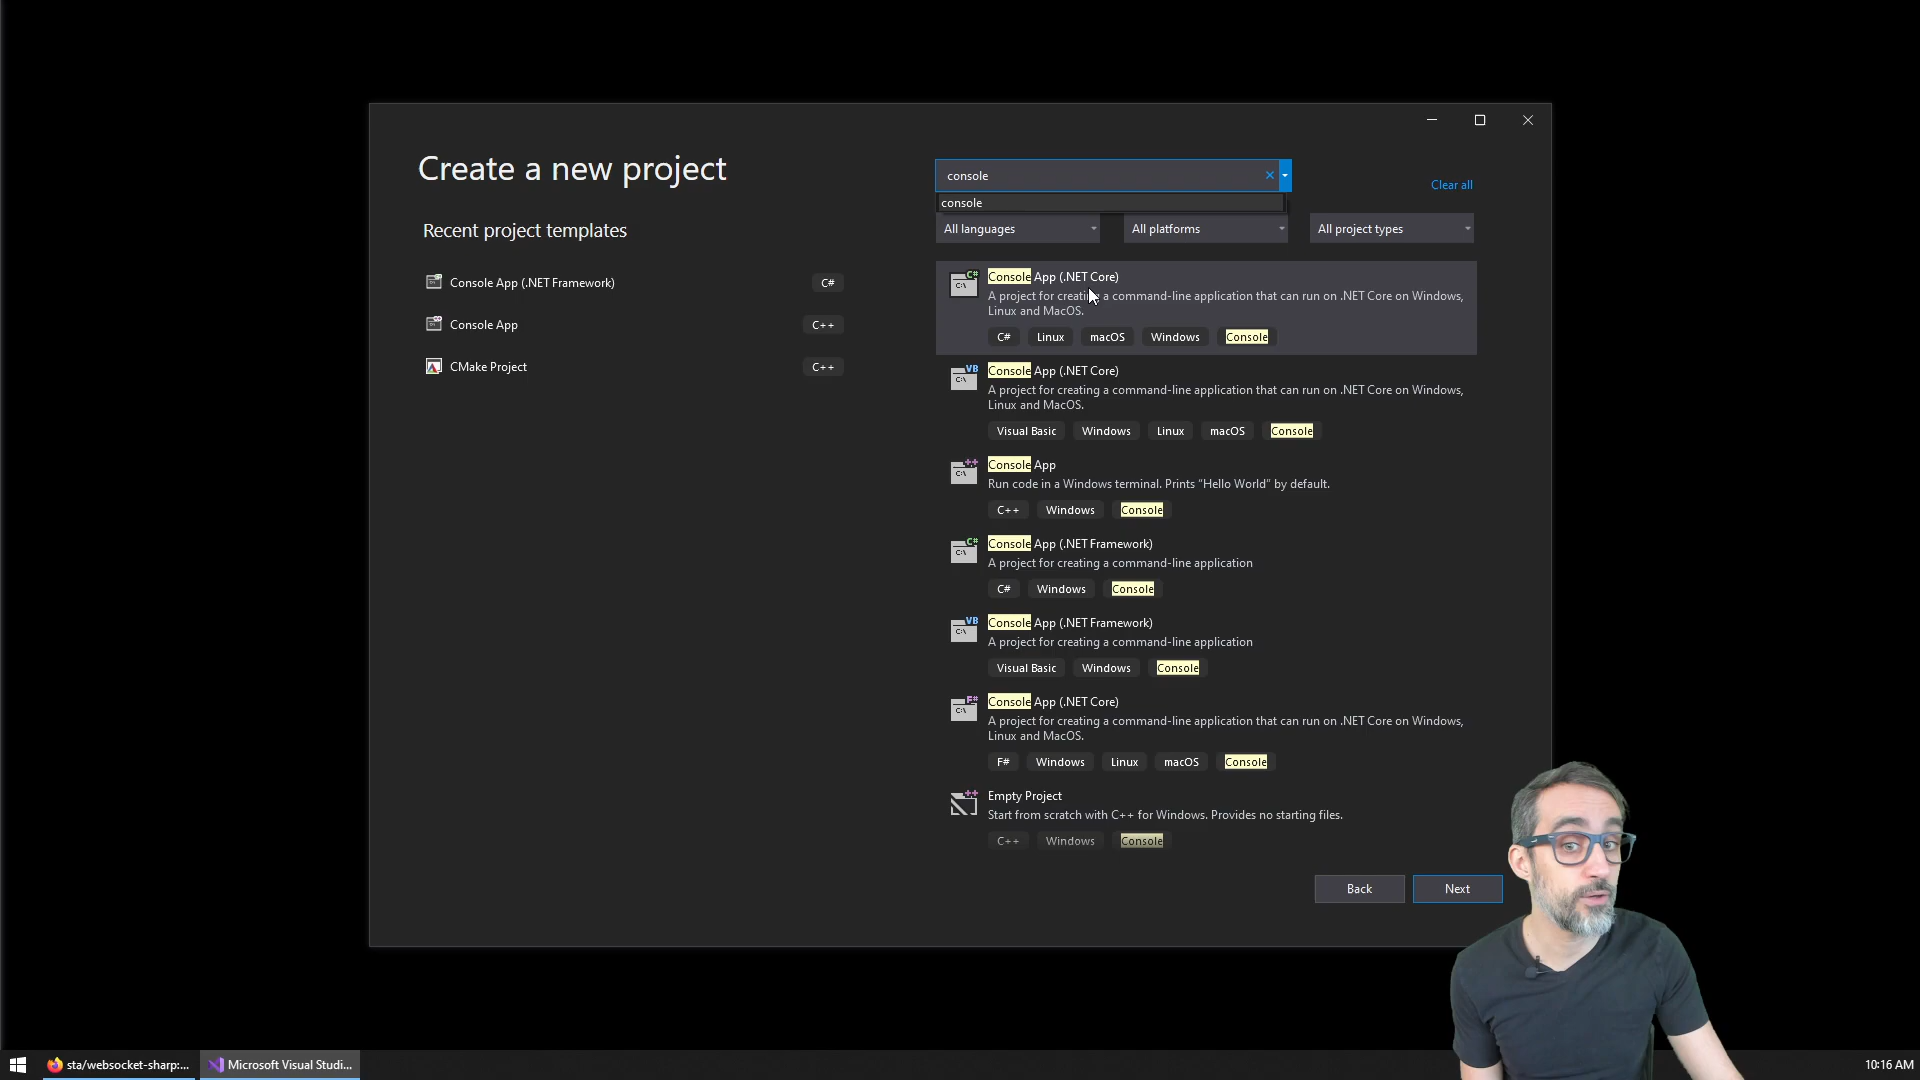 Create a new project
console
console
Clear all
All languages
All platforms
All project types
Recent project templates
Console App (.NET Framework)
C#
Console App
C++
CMake Project
C++
Console App (.NET Core)
A project for creating a command-line application that can run on .NET Core on Windows,
Linux and MacOS.
C#
Linux
macOS
Windows
Console
Console App (.NET Core)
A project for creating a command-line application that can run on .NET Core on Windows,
Linux and MacOS.
Visual Basic
Windows
Linux
macOS
Console
Console App
Run code in a Windows terminal. Prints "Hello World" by default.
C++
Windows
Console
Console App (.NET Framework)
A project for creating a command-line application
C#
Windows
Console
Console App (.NET Framework)
A project for creating a command-line application
Visual Basic
Windows
Console
Console App (.NET Core)
A project for creating a command-line application that can run on .NET Core on Windows,
Linux and MacOS.
F#
Windows
Linux
macOS
Console
Empty Project
Start from scratch with C++ for Windows. Provides no starting files.
C++
Windows
Console
Back
Next
sta/websocket-sharp:...
Microsoft Visual Studi...
10:16 AM